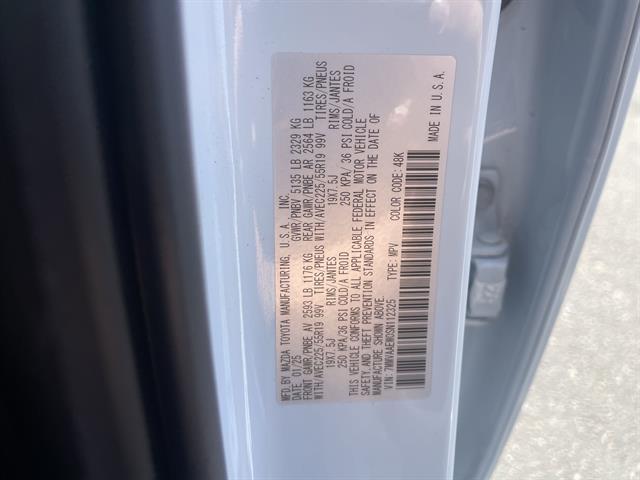 MFD. BY MAZDA TOYOTA MANUFACTURING, U.S.A., INC.
DATE 01/25 GVWR/PNBV 5135 LB 2329 KG
FRONT GAWR/PNBE AV 2593 LB 1176 KG REAR GAWR/PNBE AR 2564 LB 1163 KG
WITH/AVEC225/55R19 99V TIRES/PNEUS WITH/AVEC225/55R19 99V TIRES/PNEUS
19X7.5J RIMS/JANTES 19X7.5J RIMS/JANTES
250 KPA/36 PSI COLD/A FROID 250 KPA/36 PSI COLD/A FROID
THIS VEHICLE CONFORMS TO ALL APPLICABLE FEDERAL MOTOR VEHICLE
SAFETY, AND THEFT PREVENTION STANDARDS IN EFFECT ON THE DATE OF
MANUFACTURE SHOWN ABOVE.
TYPE: MPV COLOR CODE: 48K MADE IN U.S.A.